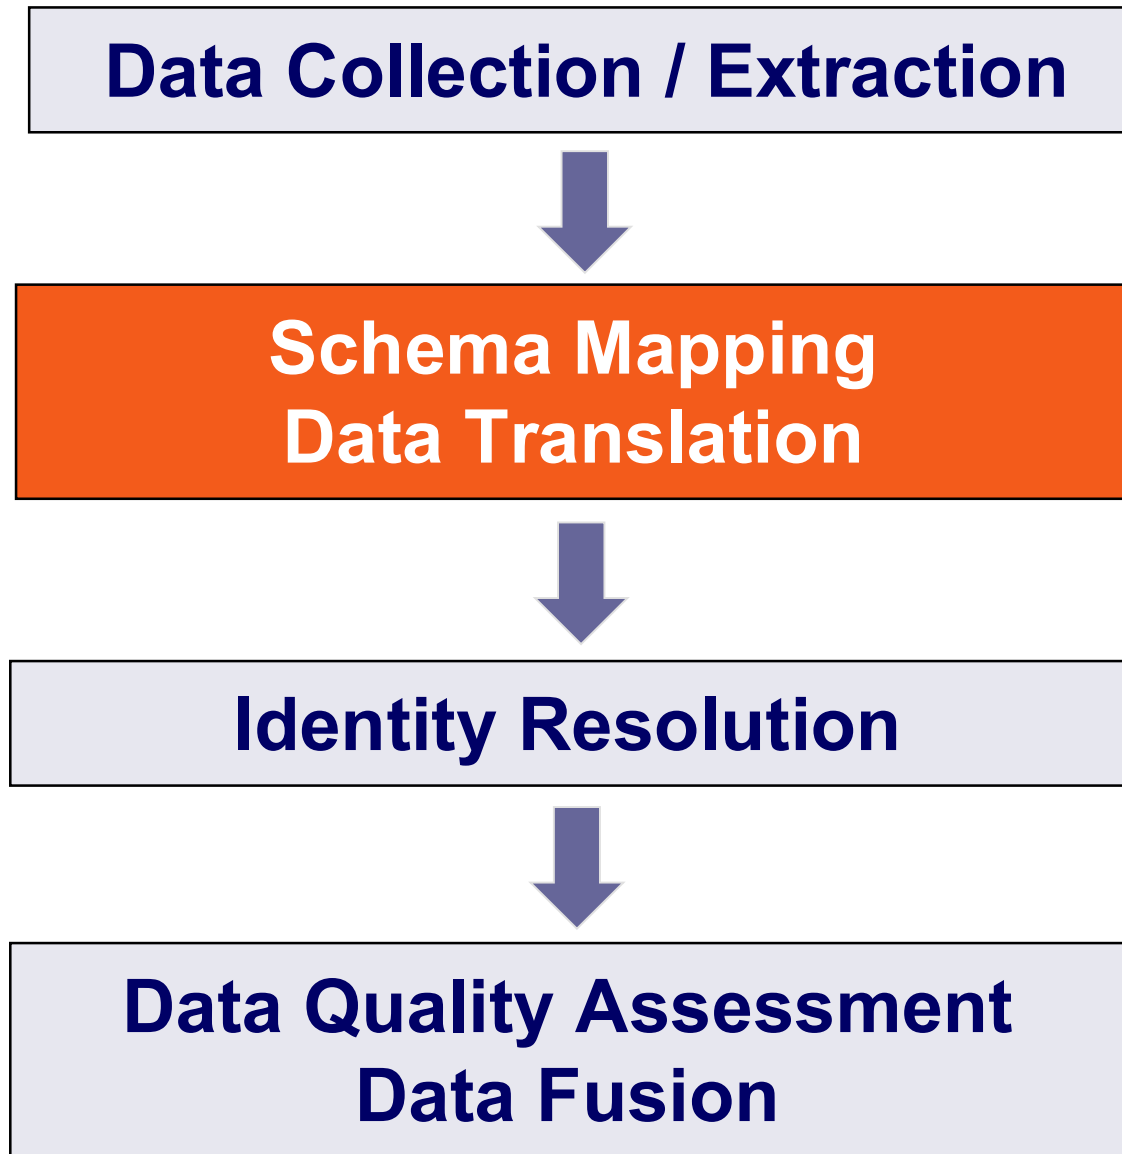 Data Collection / Extraction
Schema Mapping
Data Translation
Identity Resolution
Data Quality Assessment
Data Fusion